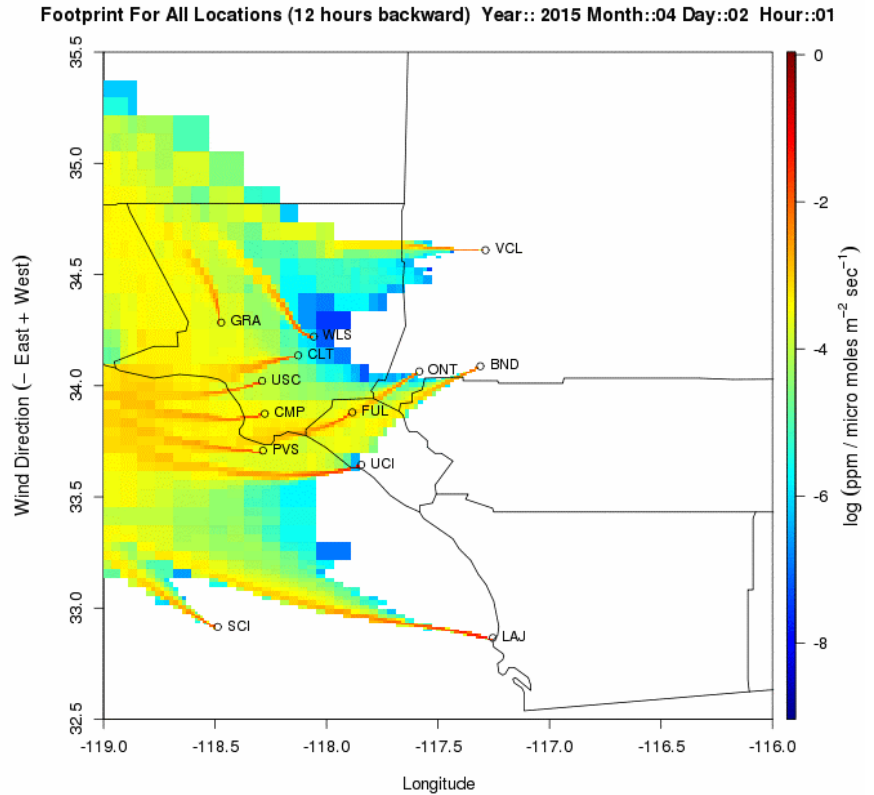 Footprint For All Locations (12 hours backward)  Year:: 2015 Month::04 Day::02  Hour::01
35.5
35.0
34.5
34.0
33.5
33.0
32.5
Wind Direction (– East + West)
VCL
GRA
WLS
CLT
ONT
BND
USC
CMP
FUL
PVS
UCI
SCI
LAJ
-119.0
-118.5
-118.0
-117.5
-117.0
-116.5
-116.0
Longitude
0
-2
-4
-6
-8
log (ppm / micro moles m⁻² sec⁻¹)